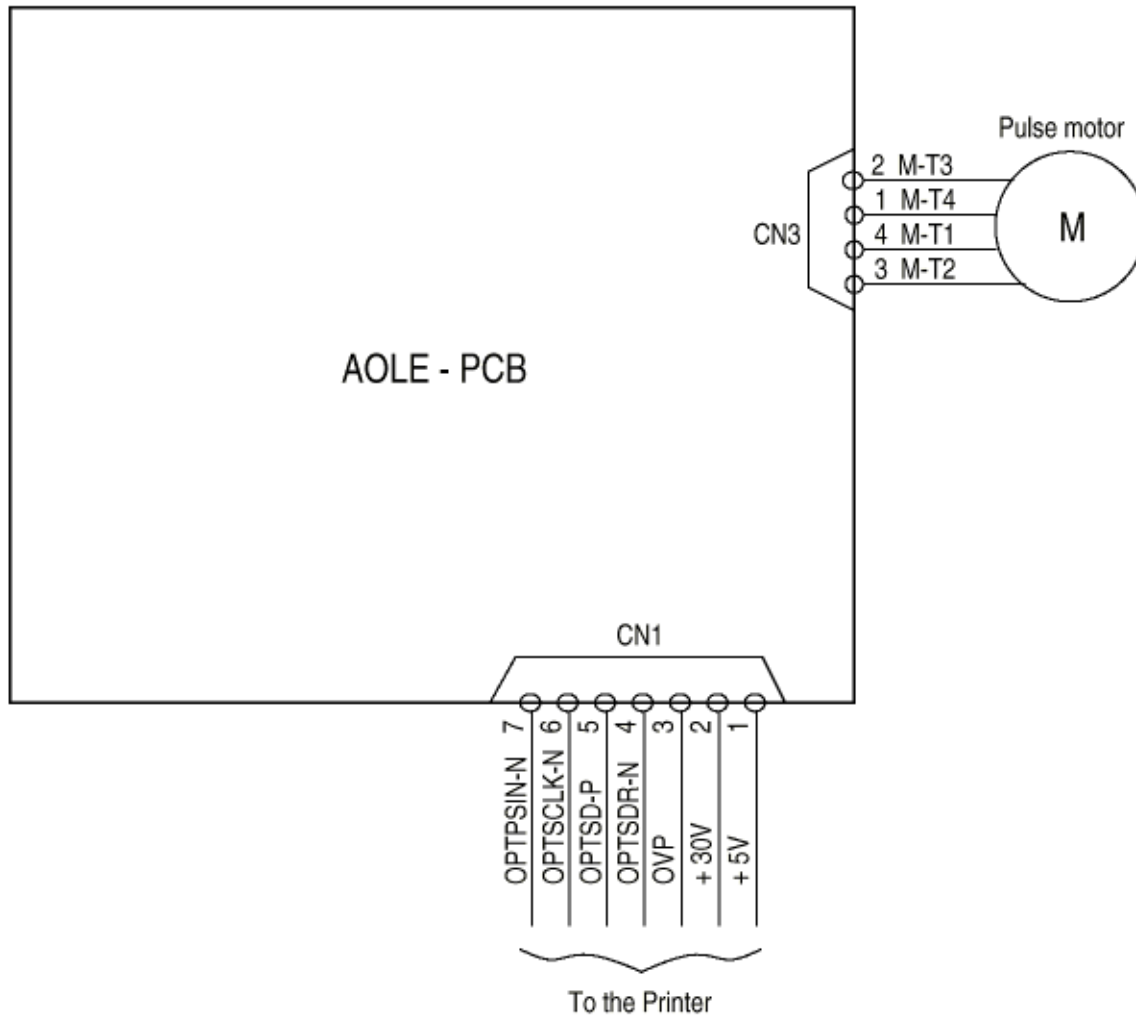 Pulse motor
2 M-T3
1 M-T4
4 M-T1
3 M-T2
CN3
M
AOLE - PCB
CN1
7 6 5 4 3 2 1
OPTPSIN-N
OPTSCLK-N
OPTSD-P
OPTSDR-N
OVP
+ 30V
+ 5V
To the Printer